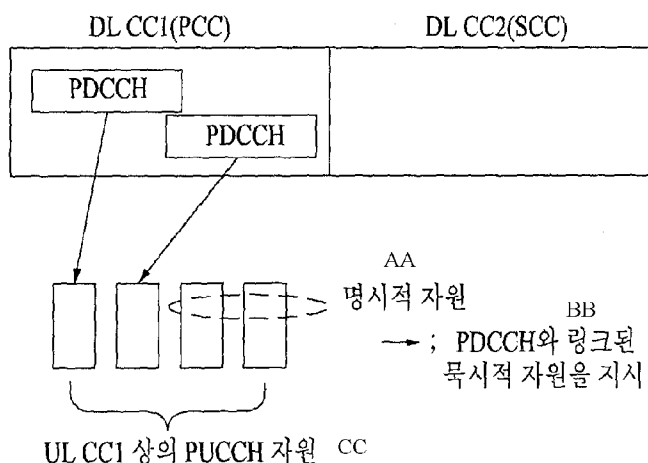 DL CC1(PCC)
DL CC2(SCC)
PDCCH
PDCCH
AA
명시적 자원
BB
; PDCCH와 링크된
묵시적 자원을 지시
UL CC1 상의 PUCCH 자원 CC